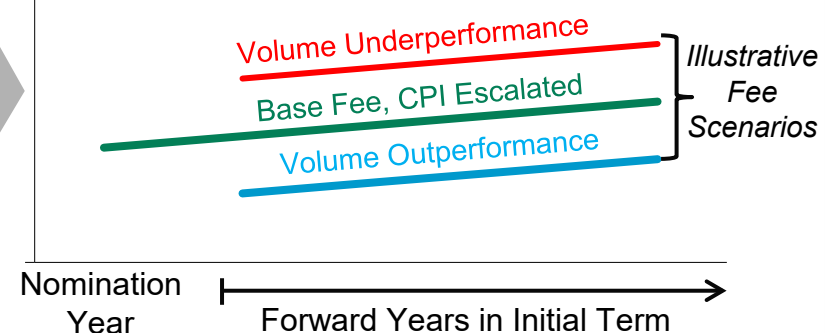 Volume Underperformance
Base Fee, CPI Escalated
Volume Outperformance
Illustrative
Fee
Scenarios
Nomination
Year
Forward Years in Initial Term